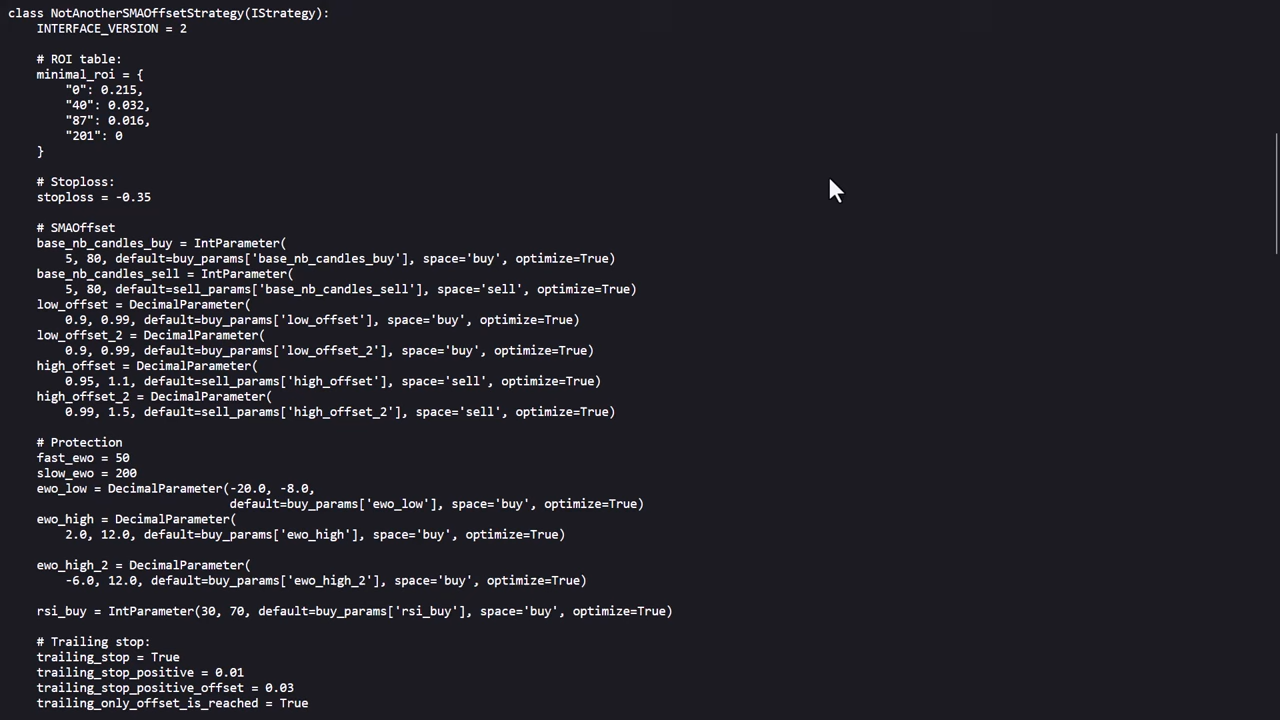 class NotAnotherSMAOffsetStrategy(IStrategy):
    INTERFACE_VERSION = 2

    # ROI table:
    minimal_roi = {
        "0": 0.215,
        "40": 0.032,
        "87": 0.016,
        "201": 0
    }

    # Stoploss:
    stoploss = -0.35

    # SMAOffset
    base_nb_candles_buy = IntParameter(
        5, 80, default=buy_params['base_nb_candles_buy'], space='buy', optimize=True)
    base_nb_candles_sell = IntParameter(
        5, 80, default=sell_params['base_nb_candles_sell'], space='sell', optimize=True)
    low_offset = DecimalParameter(
        0.9, 0.99, default=buy_params['low_offset'], space='buy', optimize=True)
    low_offset_2 = DecimalParameter(
        0.9, 0.99, default=buy_params['low_offset_2'], space='buy', optimize=True)
    high_offset = DecimalParameter(
        0.95, 1.1, default=sell_params['high_offset'], space='sell', optimize=True)
    high_offset_2 = DecimalParameter(
        0.99, 1.5, default=sell_params['high_offset_2'], space='sell', optimize=True)

    # Protection
    fast_ewo = 50
    slow_ewo = 200
    ewo_low = DecimalParameter(-20.0, -8.0,
                               default=buy_params['ewo_low'], space='buy', optimize=True)
    ewo_high = DecimalParameter(
        2.0, 12.0, default=buy_params['ewo_high'], space='buy', optimize=True)

    ewo_high_2 = DecimalParameter(
        -6.0, 12.0, default=buy_params['ewo_high_2'], space='buy', optimize=True)

    rsi_buy = IntParameter(30, 70, default=buy_params['rsi_buy'], space='buy', optimize=True)

    # Trailing stop:
    trailing_stop = True
    trailing_stop_positive = 0.01
    trailing_stop_positive_offset = 0.03
    trailing_only_offset_is_reached = True